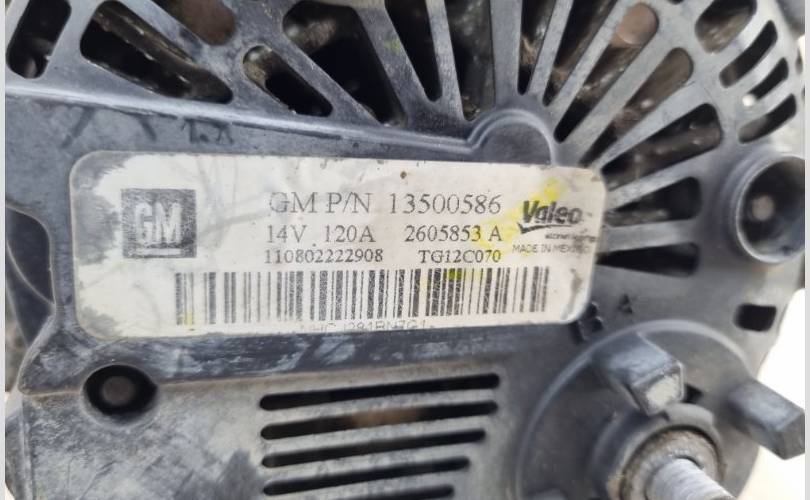 GM
GM P/N 13500586
Valeo
14V 120A 2605853 A
MADE IN MEXICO
110802222908 TG12C070